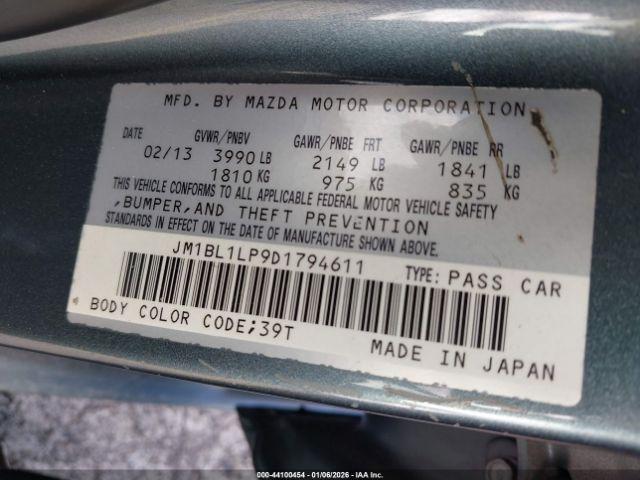 MFD. BY MAZDA MOTOR CORPORATION
DATE GVWR/PNBV GAWR/PNBE FRT GAWR/PNBE RR
02/13 3990 LB 2149 LB 1841 LB
1810 KG 975 KG 835 KG
THIS VEHICLE CONFORMS TO ALL APPLICABLE FEDERAL MOTOR VEHICLE SAFETY
,BUMPER,AND THEFT PREVENTION
STANDARDS IN EFFECT ON THE DATE OF MANUFACTURE SHOWN ABOVE.
JM1BL1LP9D1794611 TYPE: PASS CAR
BODY COLOR CODE;39T
MADE IN JAPAN
000-44100454 | 01/06/2026 - ©IAA Inc.